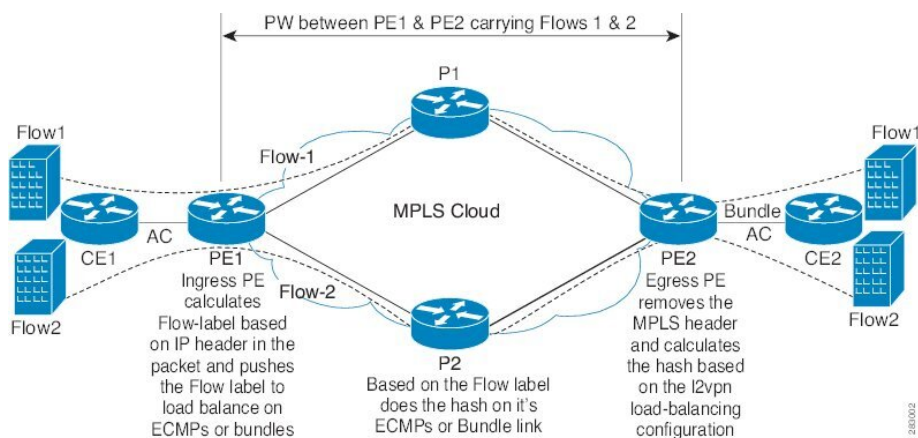 PW between PE1 & PE2 carrying Flows 1 & 2
P1
Flow1
Flow-1
Flow1
MPLS Cloud
Bundle
AC
AC
CE1
PE1
PE2
CE2
Flow2
Flow-2
Flow2
Ingress PE
calculates
Flow-label based
on IP header in the
packet and pushes
the Flow label to
load balance on
ECMPs or bundles
P2
Based on the Flow label
does the hash on it's
ECMPs or Bundle link
Egress PE
removes the
MPLS header
and calculates
the hash based
on the l2vpn
load-balancing
configuration